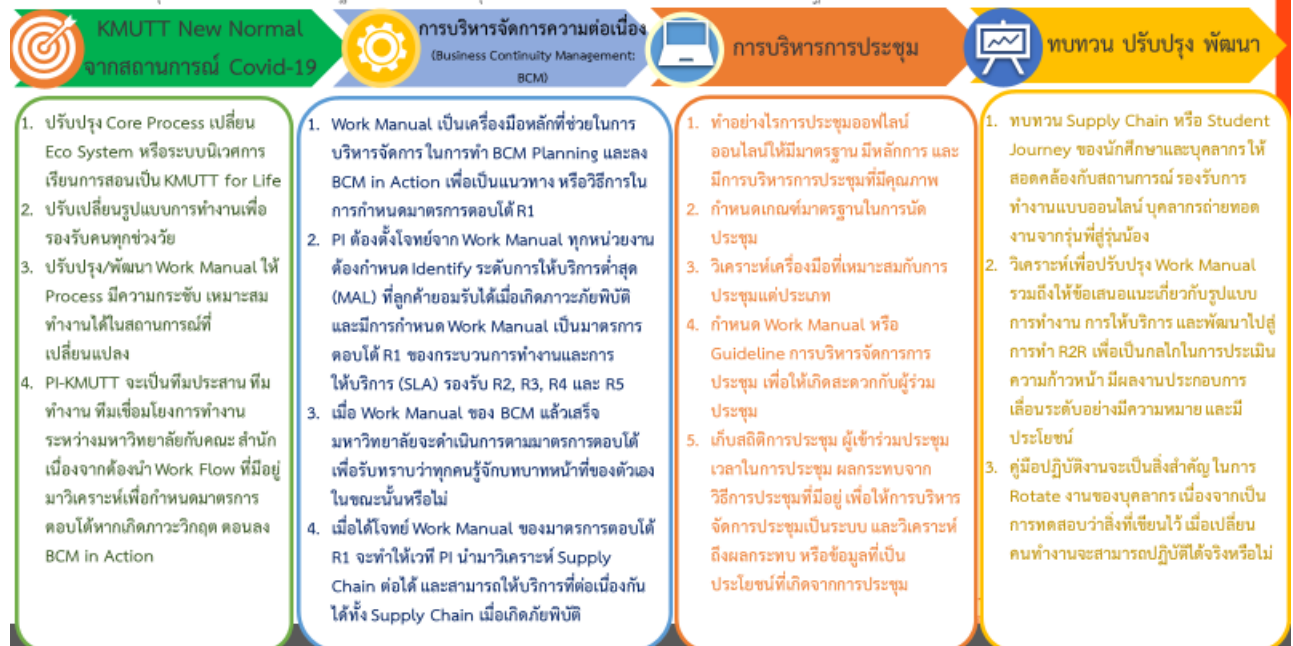 KMUTT New Normal
จากสถานการณ์ Covid-19
การบริหารจัดการความต่อเนื่อง
(Business Continuity Management:
BCM)
การบริหารการประชุม
ทบทวน ปรับปรุง พัฒนา
1. ปรับปรุง Core Process เปลี่ยน
Eco System หรือระบบนิเวศการ
เรียนการสอนเป็น KMUTT for Life
2. ปรับเปลี่ยนรูปแบบการทำงานเพื่อ
รองรับคนทุกช่วงวัย
3. ปรับปรุง/พัฒนา Work Manual ให้
Process มีความกระชับ เหมาะสม
ทำงานได้ในสถานการณ์ที่
เปลี่ยนแปลง
4. PI-KMUTT จะเป็นทีมประสาน ทีม
ทำงาน ทีมเชื่อมโยงการทำงาน
ระหว่างมหาวิทยาลัยกับคณะ สำนัก
เนื่องจากต้องนำ Work Flow ที่มีอยู่
มาวิเคราะห์เพื่อกำหนดมาตรการ
ตอบโต้หากเกิดภาวะวิกฤต ตอนลง
BCM in Action
1. Work Manual เป็นเครื่องมือหลักที่ช่วยในการ
บริหารจัดการ ในการทำ BCM Planning และลง
BCM in Action เพื่อเป็นแนวทาง หรือวิธีการใน
การกำหนดมาตรการตอบโต้ R1
2. PI ต้องตั้งโจทย์จาก Work Manual ทุกหน่วยงาน
ต้องกำหนด Identify ระดับการให้บริการต่ำสุด
(MAL) ที่ลูกค้ายอมรับได้เมื่อเกิดภาวะภัยพิบัติ
และมีการกำหนด Work Manual เป็นมาตรการ
ตอบโต้ R1 ของกระบวนการทำงานและการ
ให้บริการ (SLA) รองรับ R2, R3, R4 และ R5
3. เมื่อ Work Manual ของ BCM แล้วเสร็จ
มหาวิทยาลัยจะดำเนินการตามมาตรการตอบโต้
เพื่อรับทราบว่าทุกคนรู้จักบทบาทหน้าที่ของตัวเอง
ในขณะนั้นหรือไม่
4. เมื่อได้โจทย์ Work Manual ของมาตรการตอบโต้
R1 จะทำให้เวที PI นำมาวิเคราะห์ Supply
Chain ต่อได้ และสามารถให้บริการที่ต่อเนื่องกัน
ได้ทั้ง Supply Chain เมื่อเกิดภัยพิบัติ
1. ทำอย่างไรการประชุมออฟไลน์
ออนไลน์ให้มีมาตรฐาน มีหลักการ และ
มีการบริหารการประชุมที่มีคุณภาพ
2. กำหนดเกณฑ์มาตรฐานในการนัด
ประชุม
3. วิเคราะห์เครื่องมือที่เหมาะสมกับการ
ประชุมแต่ประเภท
4. กำหนด Work Manual หรือ
Guideline การบริหารจัดการการ
ประชุม เพื่อให้เกิดสะดวกกับผู้ร่วม
ประชุม
5. เก็บสถิติการประชุม ผู้เข้าร่วมประชุม
เวลาในการประชุม ผลกระทบจาก
วิธีการประชุมที่มีอยู่ เพื่อให้การบริหาร
จัดการประชุมเป็นระบบ และวิเคราะห์
ถึงผลกระทบ หรือข้อมูลที่เป็น
ประโยชน์ที่เกิดจากการประชุม
1. ทบทวน Supply Chain หรือ Student
Journey ของนักศึกษาและบุคลากร ให้
สอดคล้องกับสถานการณ์ รองรับการ
ทำงานแบบออนไลน์ บุคลากรถ่ายทอด
งานจากรุ่นพี่สู่รุ่นน้อง
2. วิเคราะห์เพื่อปรับปรุง Work Manual
รวมถึงให้ข้อเสนอแนะเกี่ยวกับรูปแบบ
การทำงาน การให้บริการ และพัฒนาไปสู่
การทำ R2R เพื่อเป็นกลไกในการประเมิน
ความก้าวหน้า มีผลงานประกอบการ
เลื่อนระดับอย่างมีความหมาย และมี
ประโยชน์
3. คู่มือปฏิบัติงานจะเป็นสิ่งสำคัญ ในการ
Rotate งานของบุคลากร เนื่องจากเป็น
การทดสอบว่าสิ่งที่เขียนไว้ เมื่อเปลี่ยน
คนทำงานจะสามารถปฏิบัติได้จริงหรือไม่